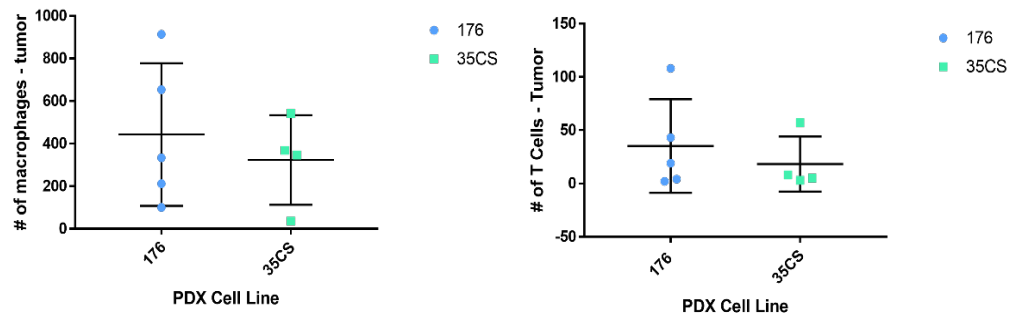 # of macrophages - tumor
1000
800
600
400
200
0
176
35CS
PDX Cell Line
176
35CS
# of T Cells - Tumor
150
100
50
0
-50
176
35CS
PDX Cell Line
176
35CS